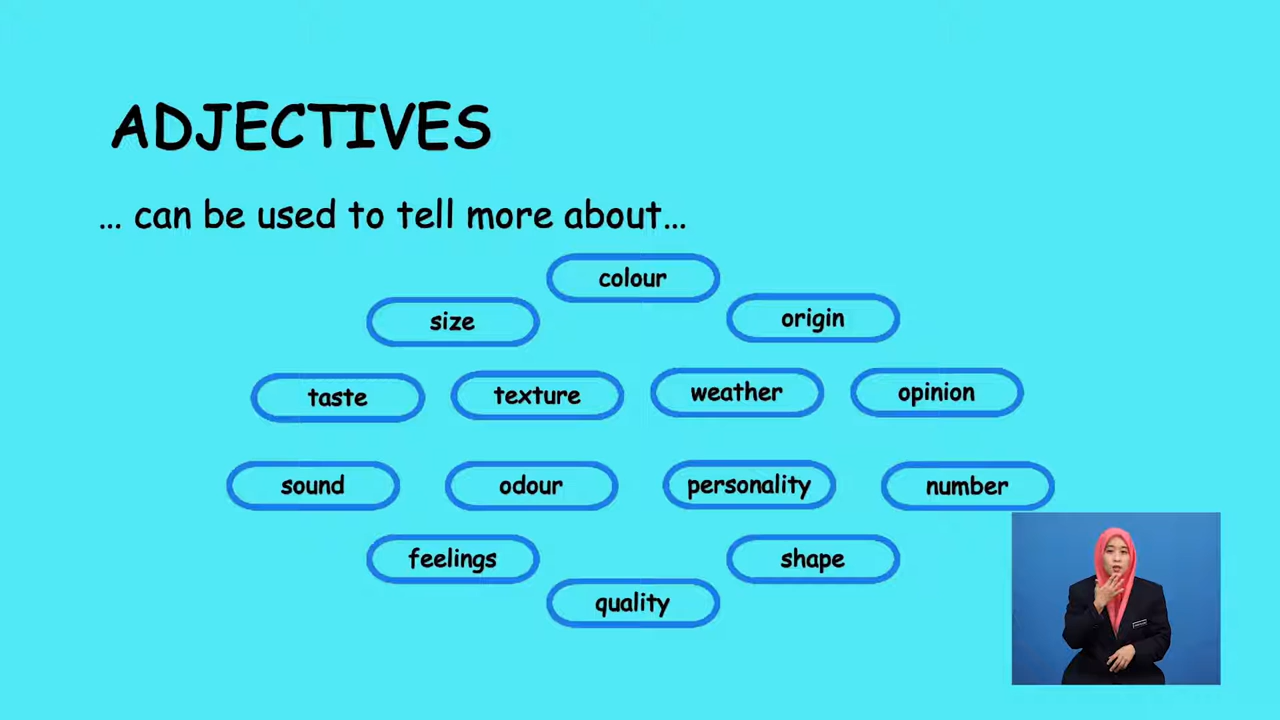 ADJECTIVES
... can be used to tell more about...
colour
size
origin
taste
texture
weather
opinion
sound
odour
personality
number
feelings
shape
quality